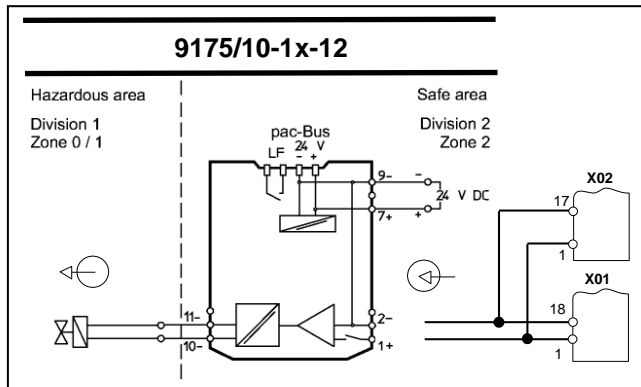 9175/10-1x-12
Hazardous area
Division 1
Zone 0 / 1
Safe area
Division 2
Zone 2
pac-Bus
24 V
LF - +
9-
7+
-
24 V DC
+
11-
10-
2-
1+
X02
17
1
X01
18
1